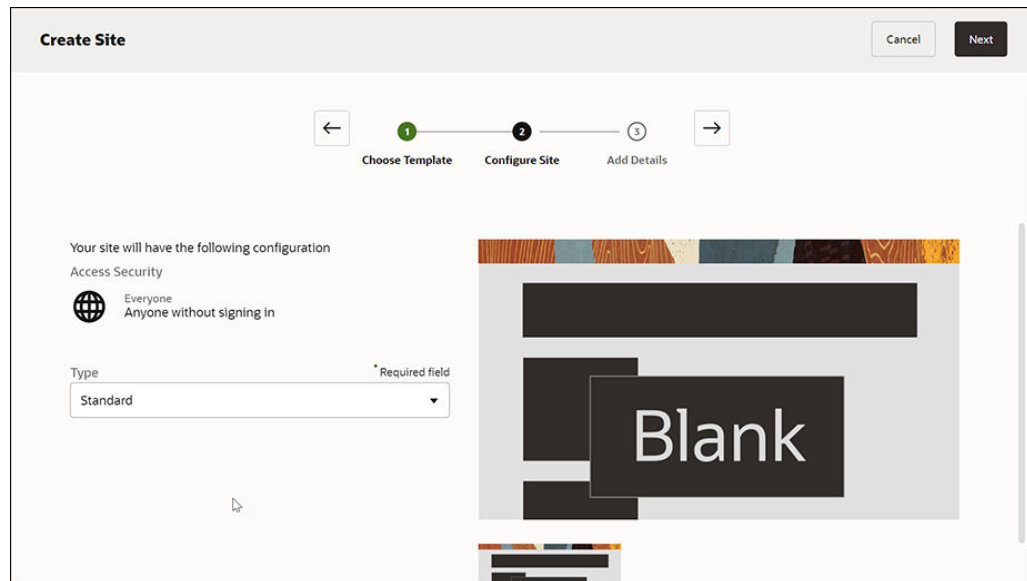 Create Site
Cancel
Next
1
2
3
Choose Template
Configure Site
Add Details
Your site will have the following configuration
Access Security
Everyone
Anyone without signing in
Type
* Required field
Standard
Blank